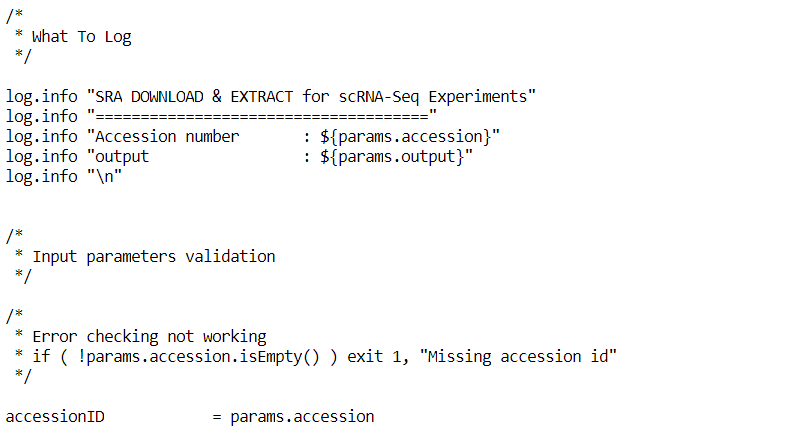 /*
 * What To Log
 */
log.info "SRA DOWNLOAD & EXTRACT for scRNA-Seq Experiments"
log.info "====================================="
log.info "Accession number       : ${params.accession}"
log.info "output                 : ${params.output}"
log.info "\n"
/*
 * Input parameters validation
 */
/*
 * Error checking not working
 * if ( !params.accession.isEmpty() ) exit 1, "Missing accession id"
 */
accessionID            = params.accession